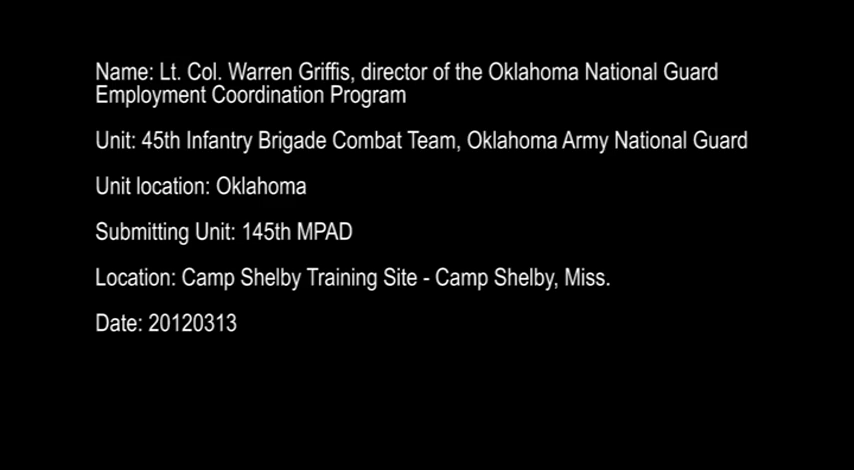 Name: Lt. Col. Warren Griffis, director of the Oklahoma National Guard
Employment Coordination Program
Unit: 45th Infantry Brigade Combat Team, Oklahoma Army National Guard
Unit location: Oklahoma
Submitting Unit: 145th MPAD
Location: Camp Shelby Training Site - Camp Shelby, Miss.
Date: 20120313